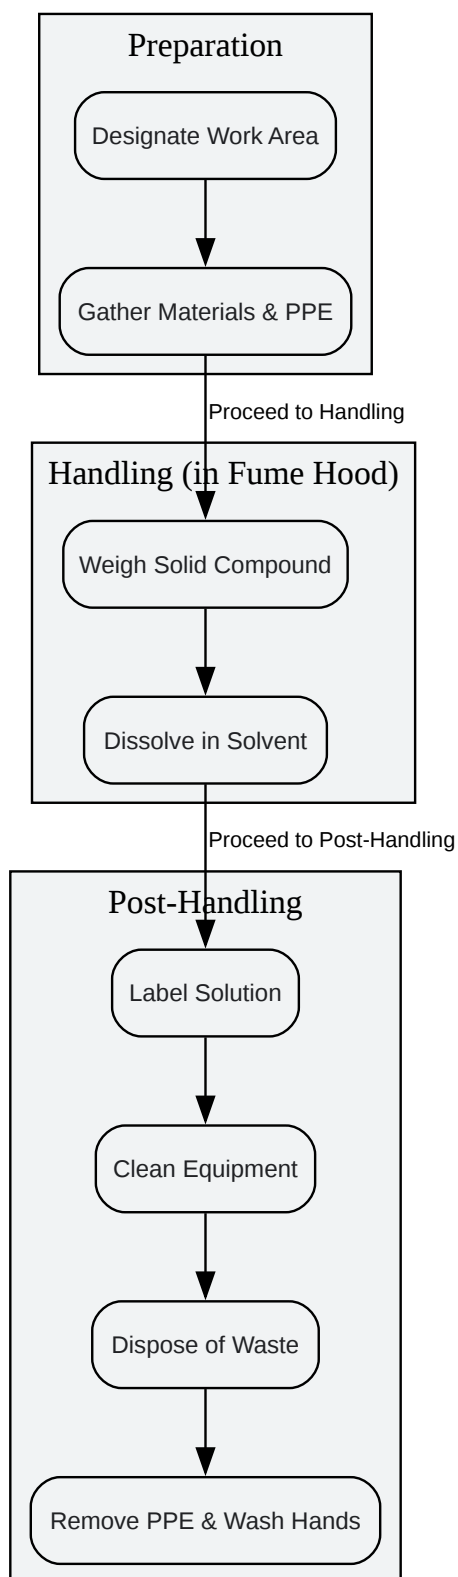 Preparation
Designate Work Area
Gather Materials & PPE
Proceed to Handling
Handling (in Fume Hood)
Weigh Solid Compound
Dissolve in Solvent
Proceed to Post-Handling
Post-Handling
Label Solution
Clean Equipment
Dispose of Waste
Remove PPE & Wash Hands